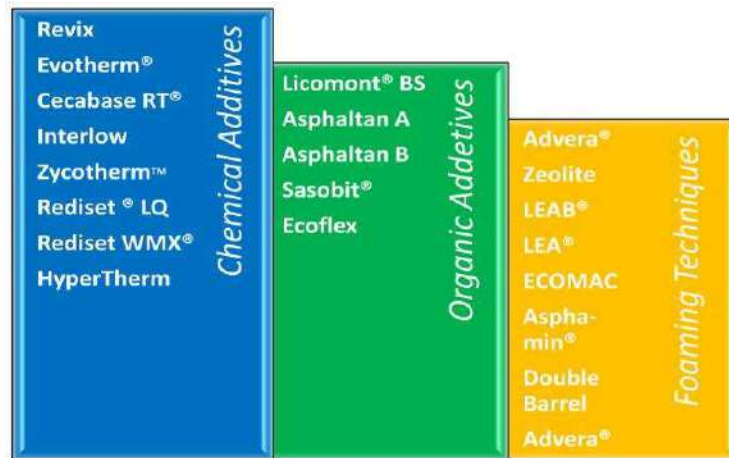 Revix
Evotherm®
Cecabase RT®
Interlow
Zycotherm™
Rediset ® LQ
Rediset WMX®
HyperTherm
Chemical Additives
Licomont® BS
Asphaltan A
Asphaltan B
Sasobit®
Ecoflex
Organic Addetives
Advera®
Zeolite
LEAB®
LEA®
ECOMAC
Aspha-
min®
Double
Barrel
Advera®
Foaming Techniques